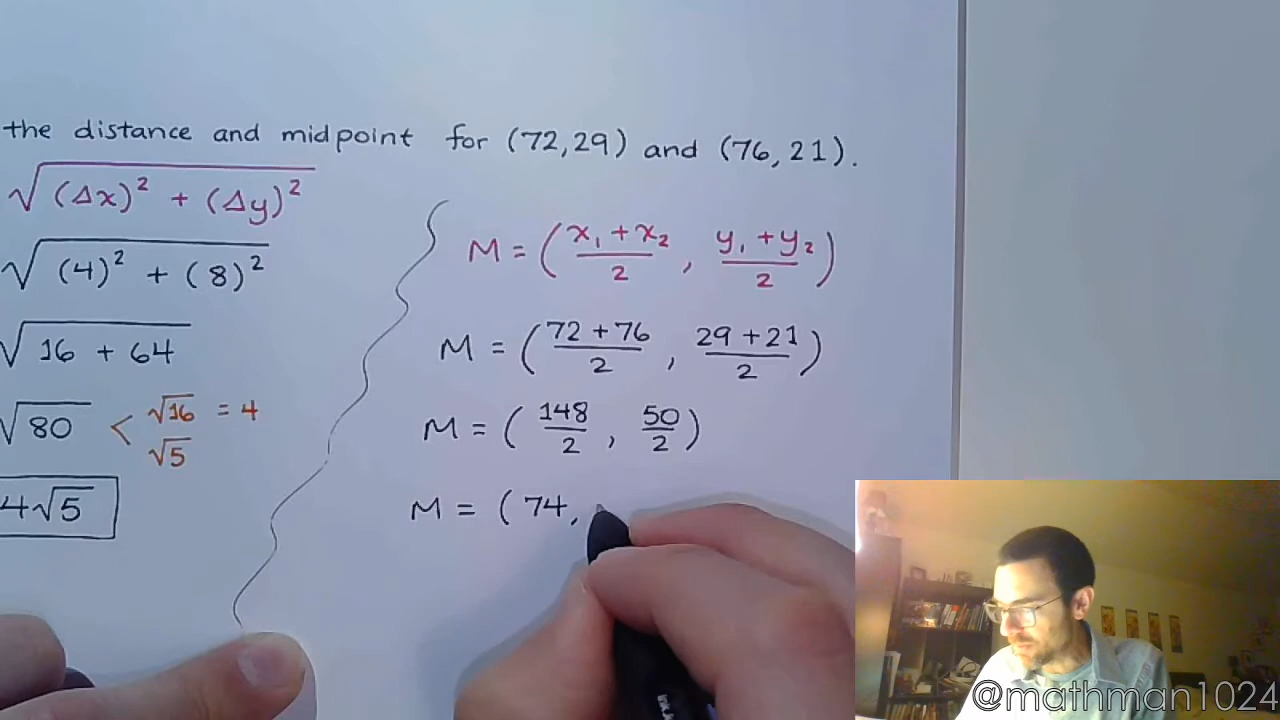 the distance and midpoint for (72,29) and (76,21).
√((Δx)² + (Δy)²)
√((4)² + (8)²)
√(16 + 64)
√80 < √16 = 4
√5
4√5
M = ((x₁ + x₂)/2, (y₁ + y₂)/2)
M = ((72 + 76)/2, (29 + 21)/2)
M = (148/2, 50/2)
M = (74,
@mathman1024